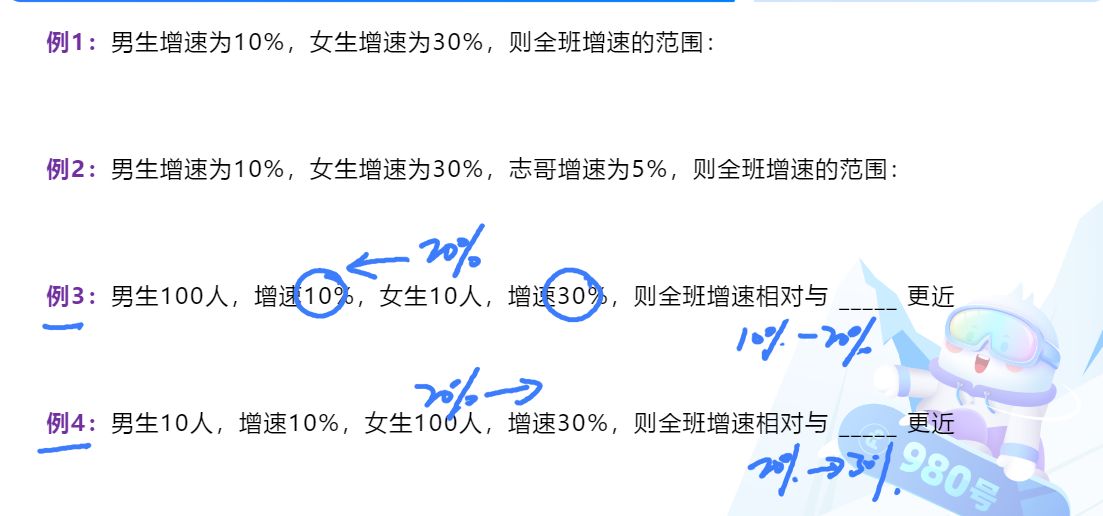 例1：男生增速为10%，女生增速为30%，则全班增速的范围：
例2：男生增速为10%，女生增速为30%，志哥增速为5%，则全班增速的范围：
20%
例3：男生100人，增速10%，女生10人，增速30%，则全班增速相对与 _____ 更近
10% — 20%
20% →
例4：男生10人，增速10%，女生100人，增速30%，则全班增速相对与 _____ 更近
20% → 30%.
980号